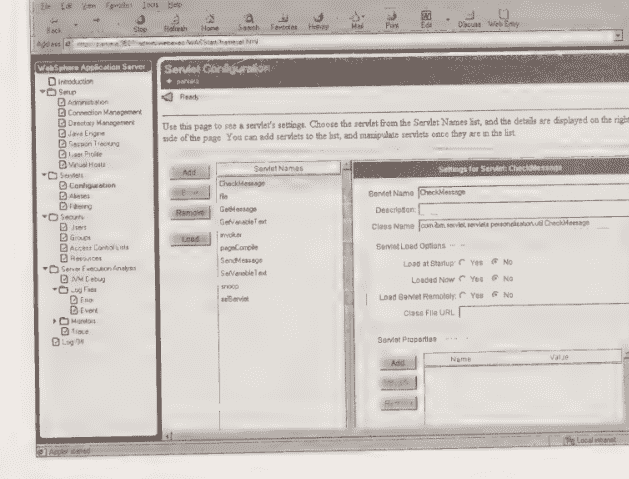 File Edit View Favorites Tools Help
Back Stop Refresh Home Search Favorites History Mail Print Edit Discuss Web Entry
Address
WebSphere Application Server
Introduction
Setup
Administration
Connection Management
Directory Management
Java Engine
Session Tracking
User Profile
Virtual Hosts
Servlets
Configuration
Aliases
Filtering
Security
Users
Groups
Access Control Lists
Resources
Server Execution Analysis
JVM Debug
Log Files
Error
Event
Monitors
Trace
Servlet Configuration
Ready
Use this page to see a servlet's settings. Choose the servlet from the Servlet Names list, and the details are displayed on the right
side of the page. You can add servlets to the list, and manipulate servlets once they are in the list
Add
Remove
Load
Servlet Names
CheckMessage
file
GetMessage
GetVariableText
invoker
pageCompile
SendMessage
SetVariableText
snoop
ssiServlet
Settings for Servlet: CheckMessage
Servlet Name CheckMessage
Description:
Class Name com.ibm.servlet.servlets.personalization.util.CheckMessage
Servlet Load Options
Load at Startup: Yes No
Loaded Now: Yes No
Load Servlet Remotely: Yes No
Class File URL
Servlet Properties
Add
Name Value
Applet started
Local intranet